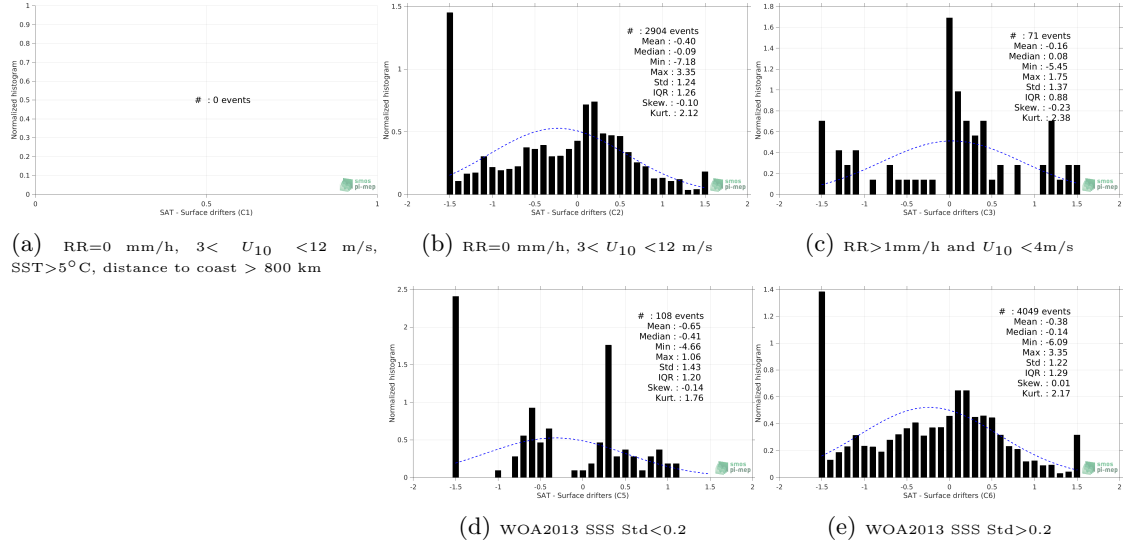 1
0.9
0.8
0.7
0.6
0.5
0.4
0.3
0.2
0.1
0
Normalized histogram
# : 0 events
0 0.5 1
SAT - Surface drifters (C1)
smos
pi-mep
(a) RR=0 mm/h, 3< U10 <12 m/s,
SST>5°C, distance to coast > 800 km
1.5
1
0.5
0
Normalized histogram
# : 2904 events
Mean : -0.40
Median : -0.09
Min : -7.18
Max : 3.35
Std : 1.24
IQR : 1.26
Skew. : -0.10
Kurt. : 2.12
-2 -1.5 -1 -0.5 0 0.5 1 1.5 2
SAT - Surface drifters (C2)
smos
pi-mep
(b) RR=0 mm/h, 3< U10 <12 m/s
1.8
1.6
1.4
1.2
1
0.8
0.6
0.4
0.2
0
Normalized histogram
# : 71 events
Mean : -0.16
Median : 0.08
Min : -5.45
Max : 1.75
Std : 1.37
IQR : 0.88
Skew. : -0.23
Kurt. : 2.38
-2 -1.5 -1 -0.5 0 0.5 1 1.5 2
SAT - Surface drifters (C3)
smos
pi-mep
(c) RR>1mm/h and U10 <4m/s
2.5
2
1.5
1
0.5
0
Normalized histogram
# : 108 events
Mean : -0.65
Median : -0.41
Min : -4.66
Max : 1.06
Std : 1.43
IQR : 1.20
Skew. : -0.14
Kurt. : 1.76
-2 -1.5 -1 -0.5 0 0.5 1 1.5 2
SAT - Surface drifters (C5)
smos
pi-mep
(d) WOA2013 SSS Std<0.2
1.4
1.2
1
0.8
0.6
0.4
0.2
0
Normalized histogram
# : 4049 events
Mean : -0.38
Median : -0.14
Min : -6.09
Max : 3.35
Std : 1.22
IQR : 1.29
Skew. : 0.01
Kurt. : 2.17
-2 -1.5 -1 -0.5 0 0.5 1 1.5 2
SAT - Surface drifters (C6)
smos
pi-mep
(e) WOA2013 SSS Std>0.2